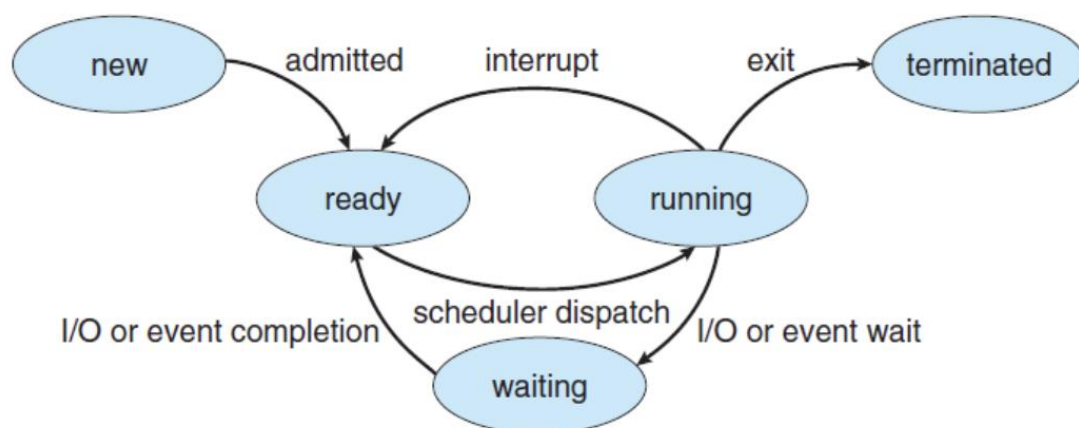 new
admitted
interrupt
exit
terminated
ready
running
scheduler dispatch
I/O or event completion
I/O or event wait
waiting